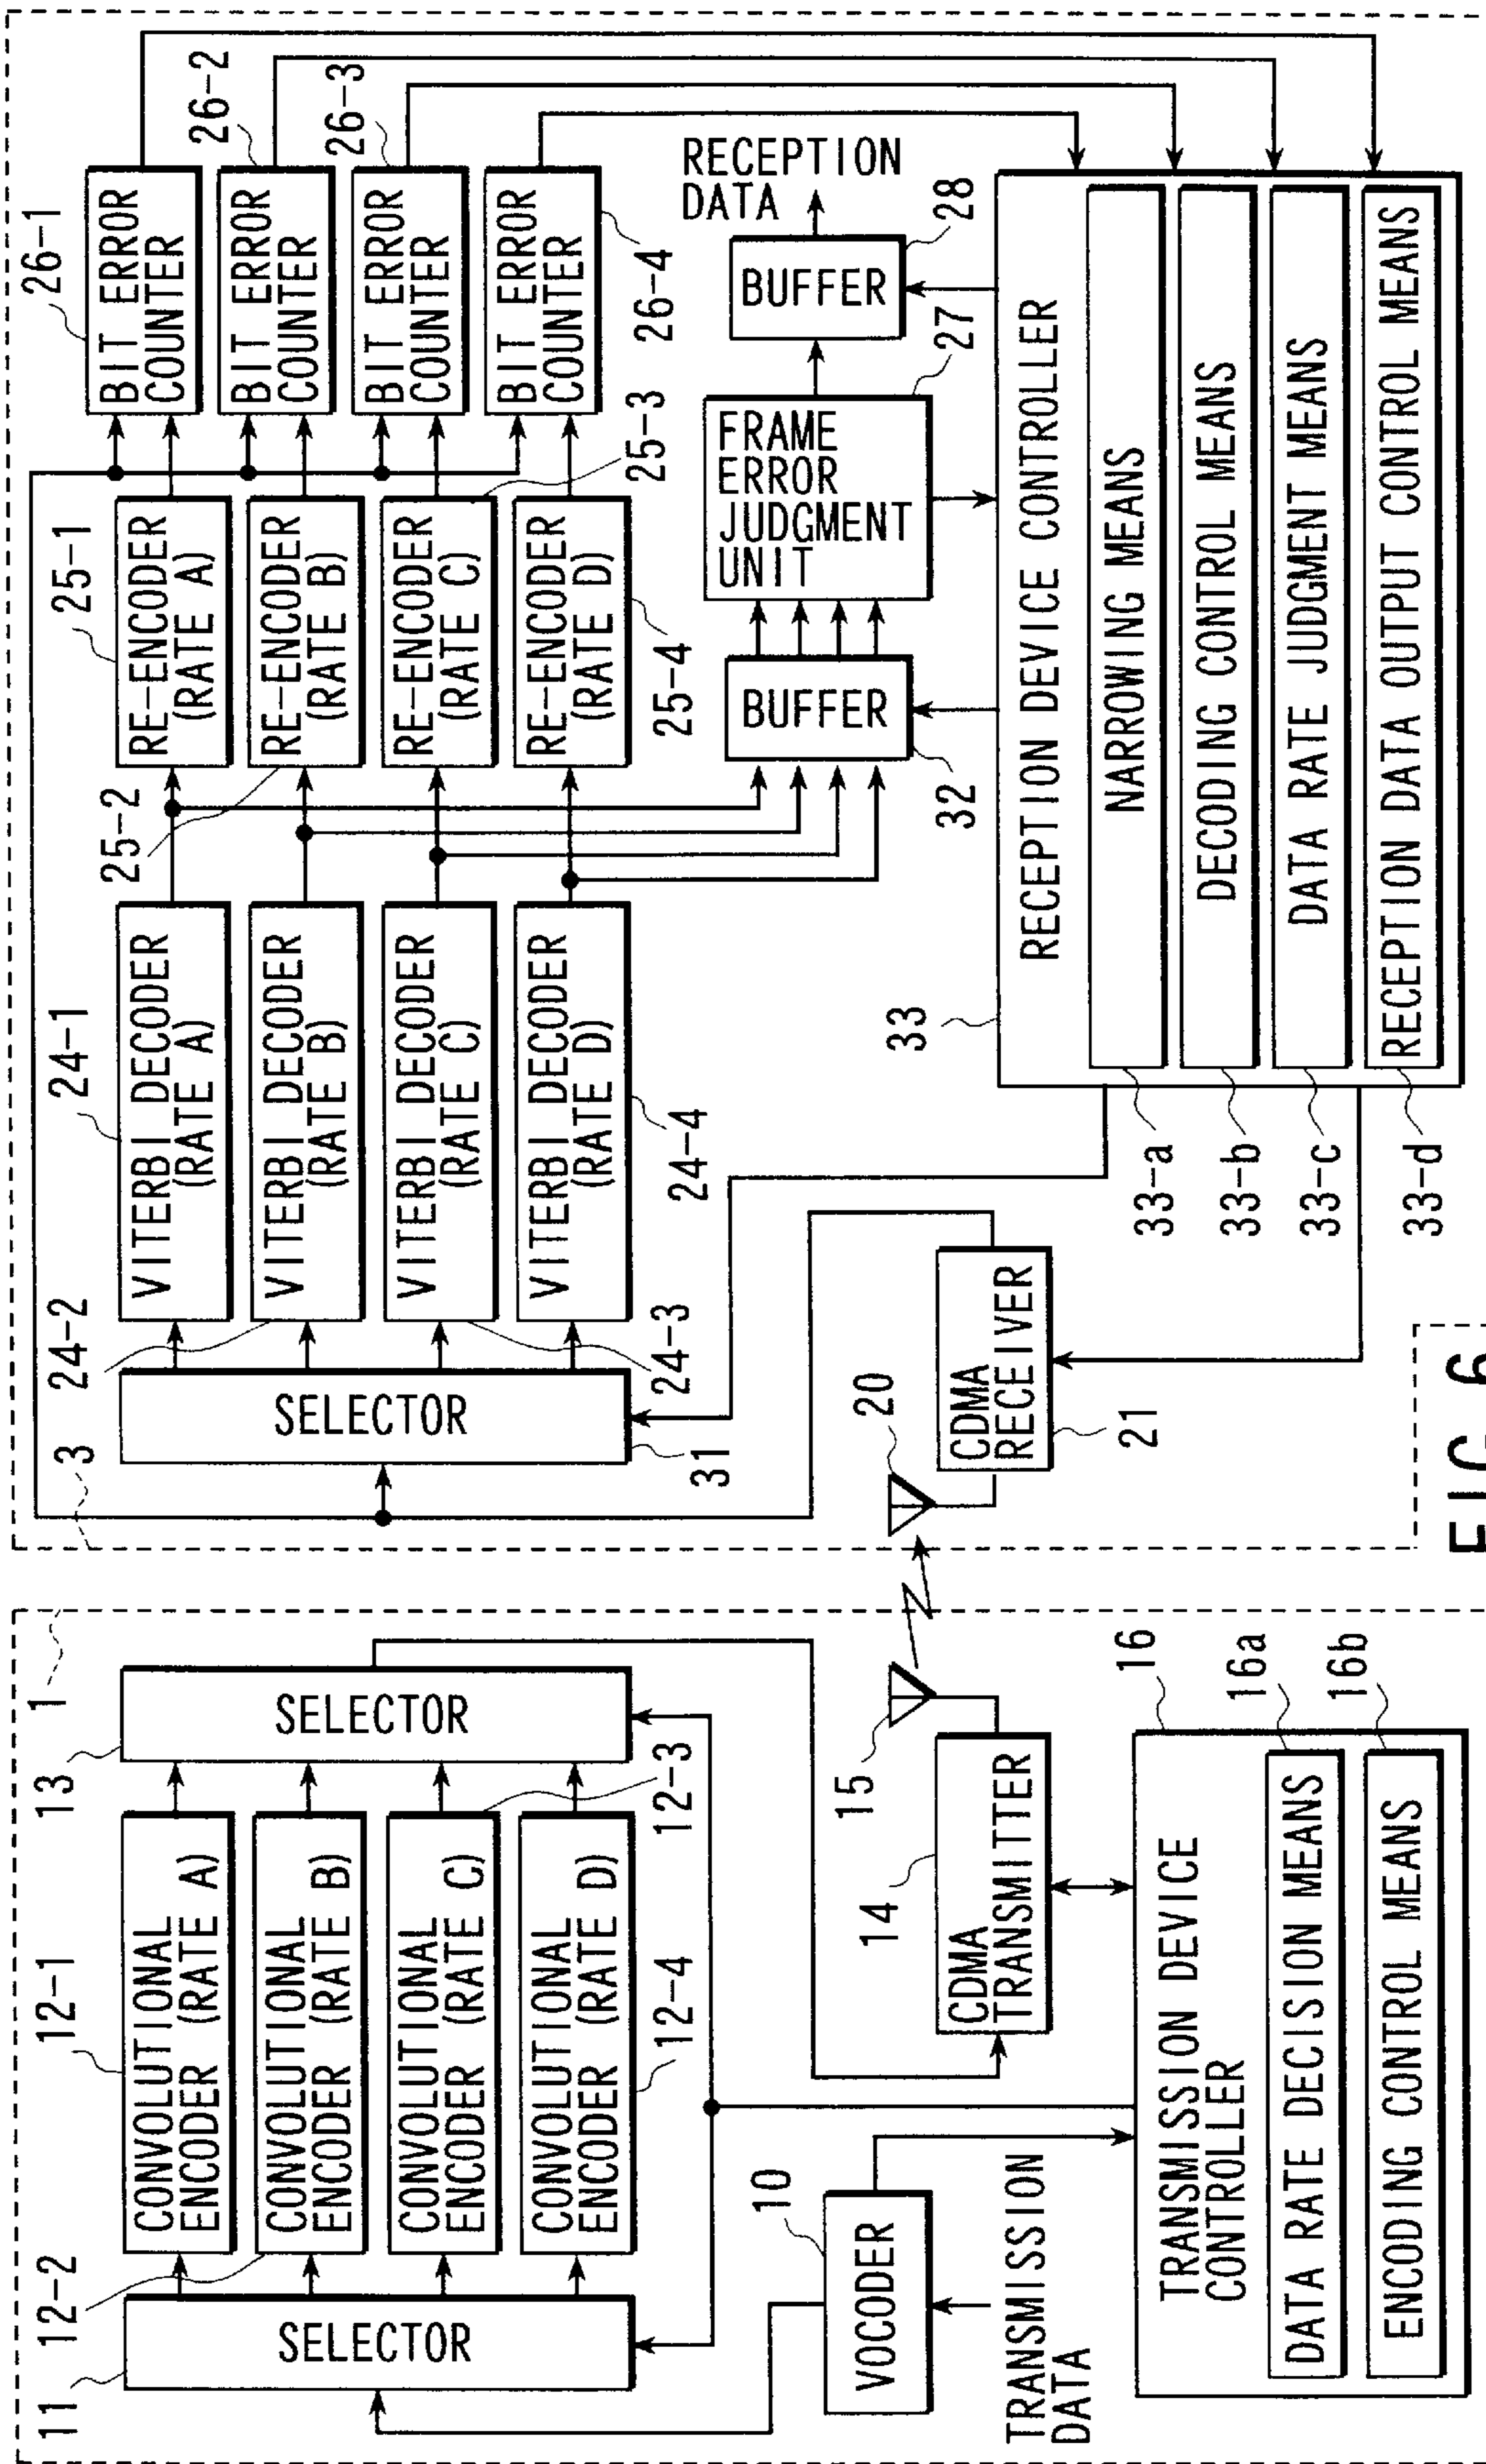 1
11
SELECTOR
12-2
12-1
CONVOLUTIONAL
ENCODER (RATE A)
CONVOLUTIONAL
ENCODER (RATE B)
CONVOLUTIONAL
ENCODER (RATE C)
CONVOLUTIONAL
ENCODER (RATE D)
12-3
12-4
13
SELECTOR
10
VOCODER
TRANSMISSION
DATA
14
CDMA
TRANSMITTER
15
16
TRANSMISSION DEVICE
CONTROLLER
DATA RATE DECISION MEANS
16a
ENCODING CONTROL MEANS
16b
3
SELECTOR
31
24-2
24-1
VITERBI DECODER
(RATE A)
VITERBI DECODER
(RATE B)
VITERBI DECODER
(RATE C)
VITERBI DECODER
(RATE D)
24-3
24-4
25-2
25-1
RE-ENCODER
(RATE A)
RE-ENCODER
(RATE B)
RE-ENCODER
(RATE C)
RE-ENCODER
(RATE D)
25-3
25-4
26-1
BIT ERROR
COUNTER
26-2
BIT ERROR
COUNTER
26-3
BIT ERROR
COUNTER
BIT ERROR
COUNTER
26-4
20
CDMA
RECEIVER
21
BUFFER
32
FRAME
ERROR
JUDGMENT
UNIT
27
BUFFER
28
RECEPTION
DATA
33
RECEPTION DEVICE CONTROLLER
33-a
NARROWING MEANS
33-b
DECODING CONTROL MEANS
33-c
DATA RATE JUDGMENT MEANS
33-d
RECEPTION DATA OUTPUT CONTROL MEANS
FIG. 6